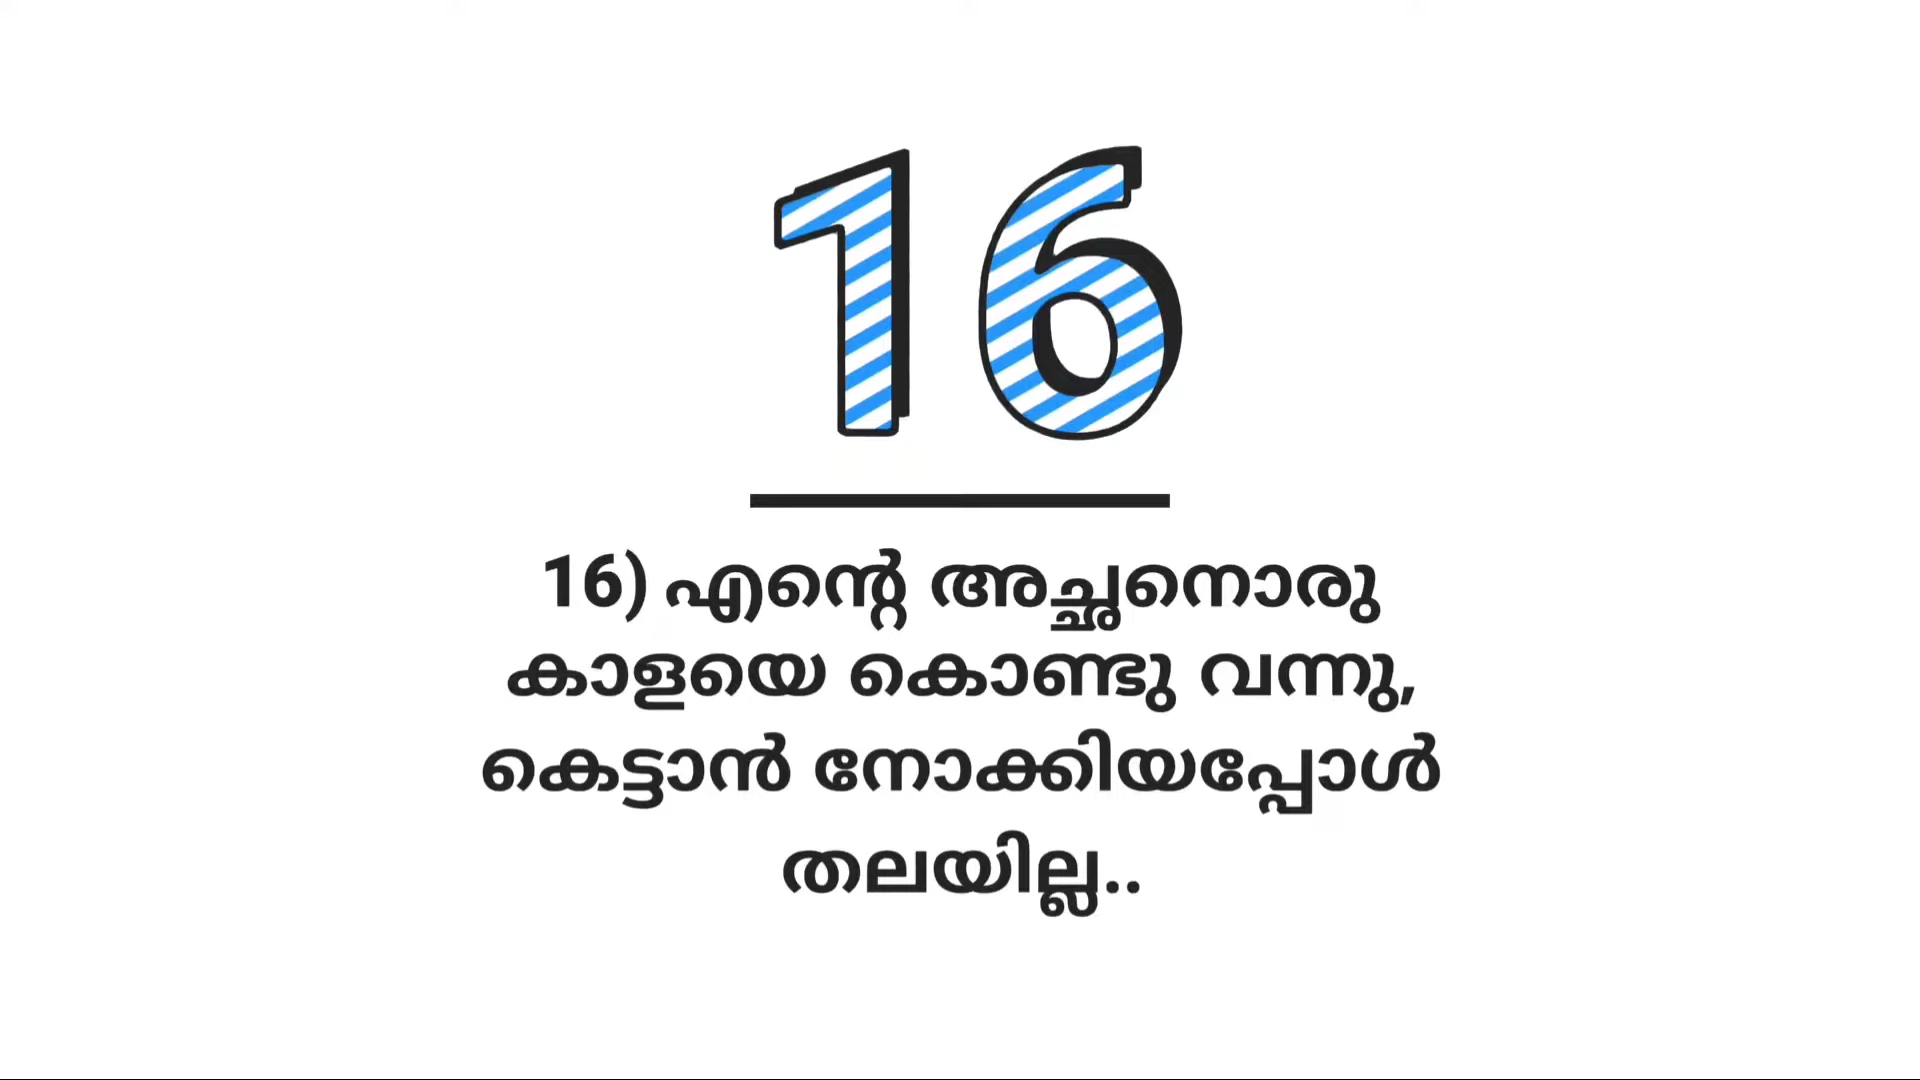 16
16) എന്റെ അച്ഛനൊരു
കാളയെ കൊണ്ടു വന്നു,
കെട്ടാൻ നോക്കിയപ്പോൾ
തലയില്ല..